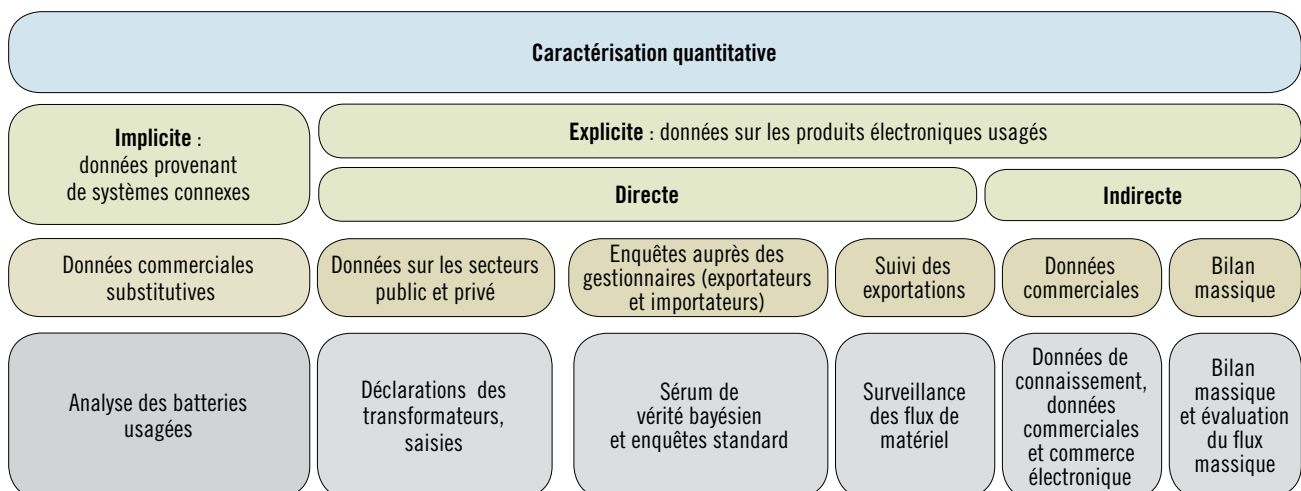 Caractérisation quantitative
Implicite :
données provenant
de systèmes connexes
Explicite : données sur les produits électroniques usagés
Directe
Indirecte
Données commerciales
substitutives
Données sur les secteurs
public et privé
Enquêtes auprès des
gestionnaires (exportateurs
et importateurs)
Suivi des
exportations
Données
commerciales
Bilan
massique
Analyse des batteries
usagées
Déclarations des
transformateurs,
saisies
Sérum de
vérité bayésien
et enquêtes standard
Surveillance
des flux de
matériel
Données de
connaissement,
données
commerciales
et commerce
électronique
Bilan
massique
et évaluation
du flux
massique